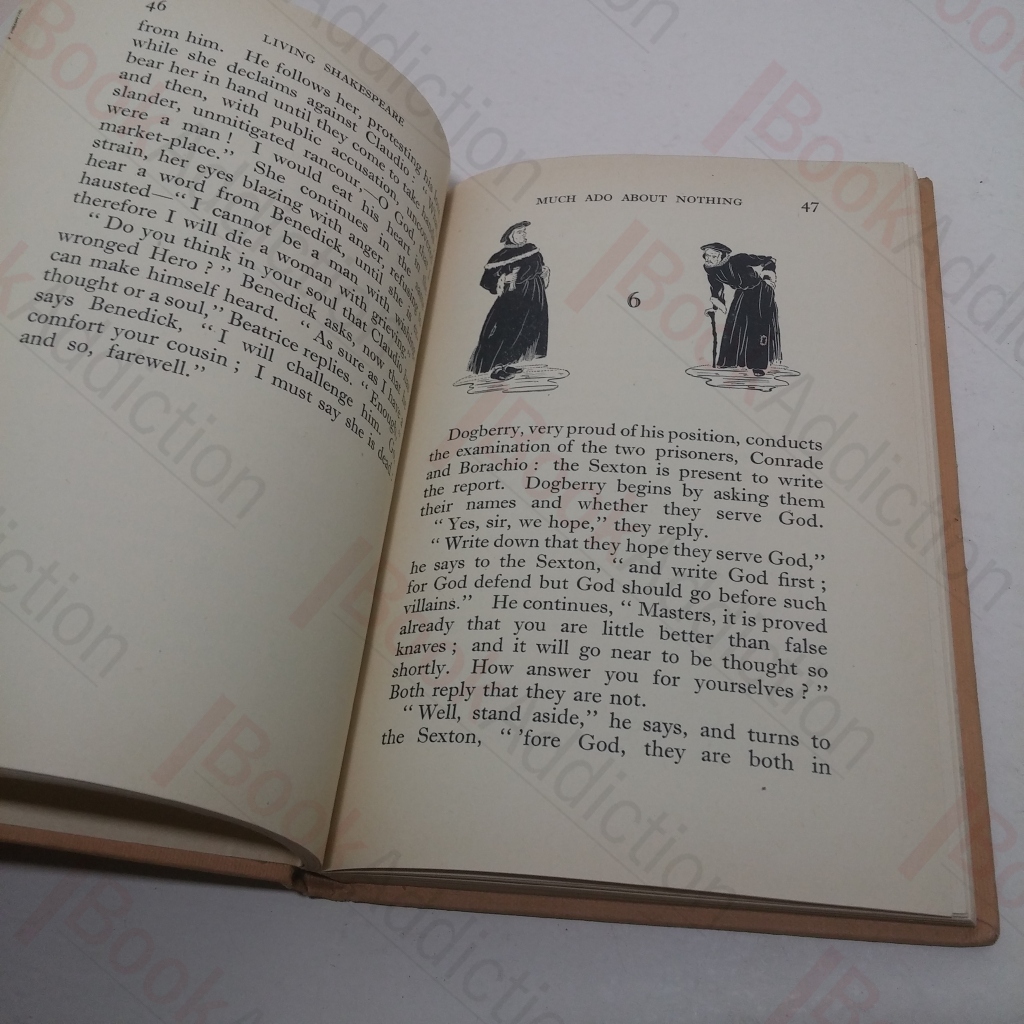 46
LIVING SHAKESPEARE
from him. He follows her, protesting his
while she declaims against Claudio: "
bear her in hand until they come to take hands;
and then, with public accusation,
slander, unmitigated rancour,—O God, that
were a man! I would eat his heart in the
market-place." She continues in the
strain, her eyes blazing with anger, refusing
hear a word from Benedick, until she is
hausted—"I cannot be a man with wishing,
therefore I will die a woman with grieving."
"Do you think in your soul that Claudio
wronged Hero?" Benedick asks, now that
can make himself heard. "As sure as I have
thought or a soul," Beatrice replies. "Enough,"
says Benedick, "I will challenge him. Go
comfort your cousin; I must say she is dead
and so, farewell."
MUCH ADO ABOUT NOTHING
47
6
Dogberry, very proud of his position, conducts
the examination of the two prisoners, Conrade
and Borachio: the Sexton is present to write
the report. Dogberry begins by asking them
their names and whether they serve God.
"Yes, sir, we hope," they reply.
"Write down that they hope they serve God,"
he says to the Sexton, "and write God first;
for God defend but God should go before such
villains." He continues, "Masters, it is proved
already that you are little better than false
knaves; and it will go near to be thought so
shortly. How answer you for yourselves?"
Both reply that they are not.
"Well, stand aside," he says, and turns to
the Sexton, "'fore God, they are both in
BookAddiction